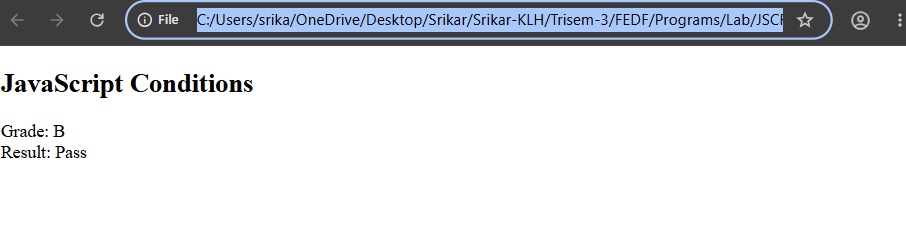 File C:/Users/srika/OneDrive/Desktop/Srikar/Srikar-KLH/Trisem-3/FEDF/Programs/Lab/JSCF
JavaScript Conditions
Grade: B
Result: Pass